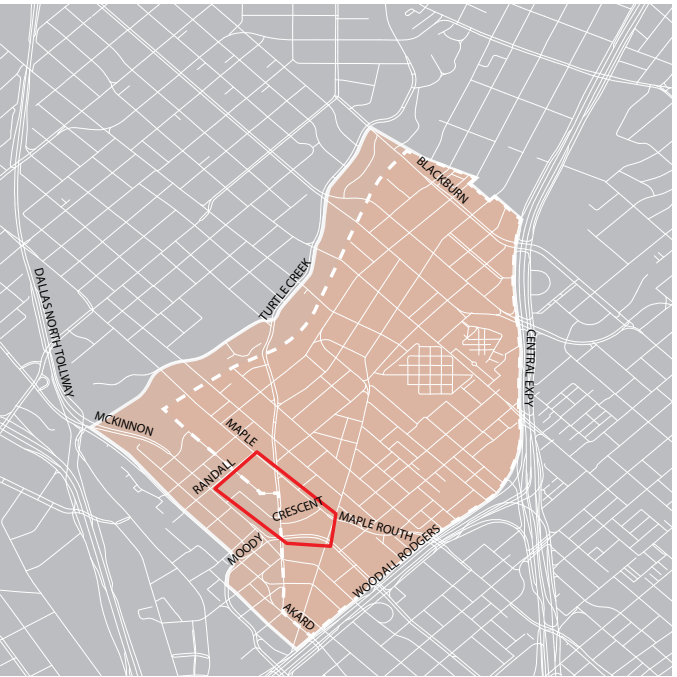 BLACKBURN
TURTLE CREEK
DALLAS NORTH TOLLWAY
CENTRAL EXPY
MCKINNON
MAPLE
RANDALL
CRESCENT
MAPLE ROUTH
MOODY
WOODALL RODGERS
AKARD